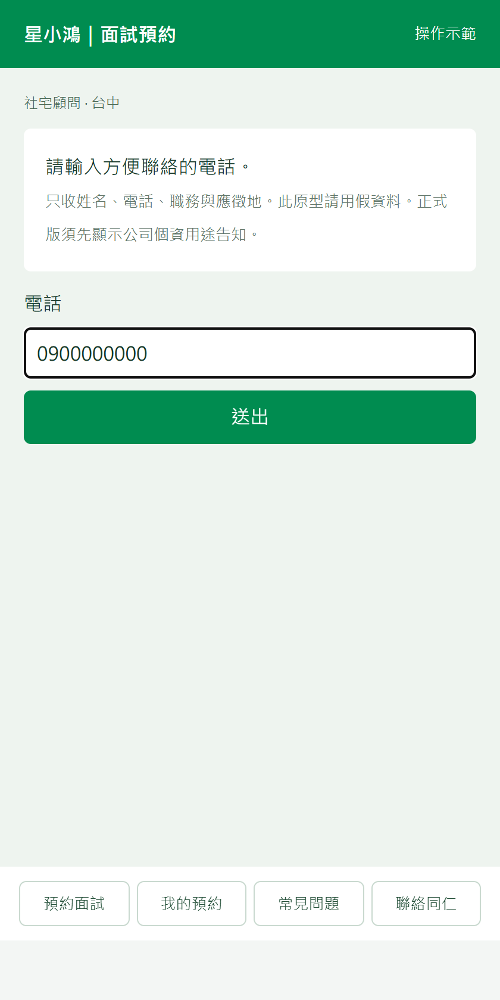 星小鴻｜面試預約
操作示範
社宅顧問 · 台中
請輸入方便聯絡的電話。
只收姓名、電話、職務與應徵地。此原型請用假資料。正式
版須先顯示公司個資用途告知。
電話
0900000000
送出
預約面試
我的預約
常見問題
聯絡同仁